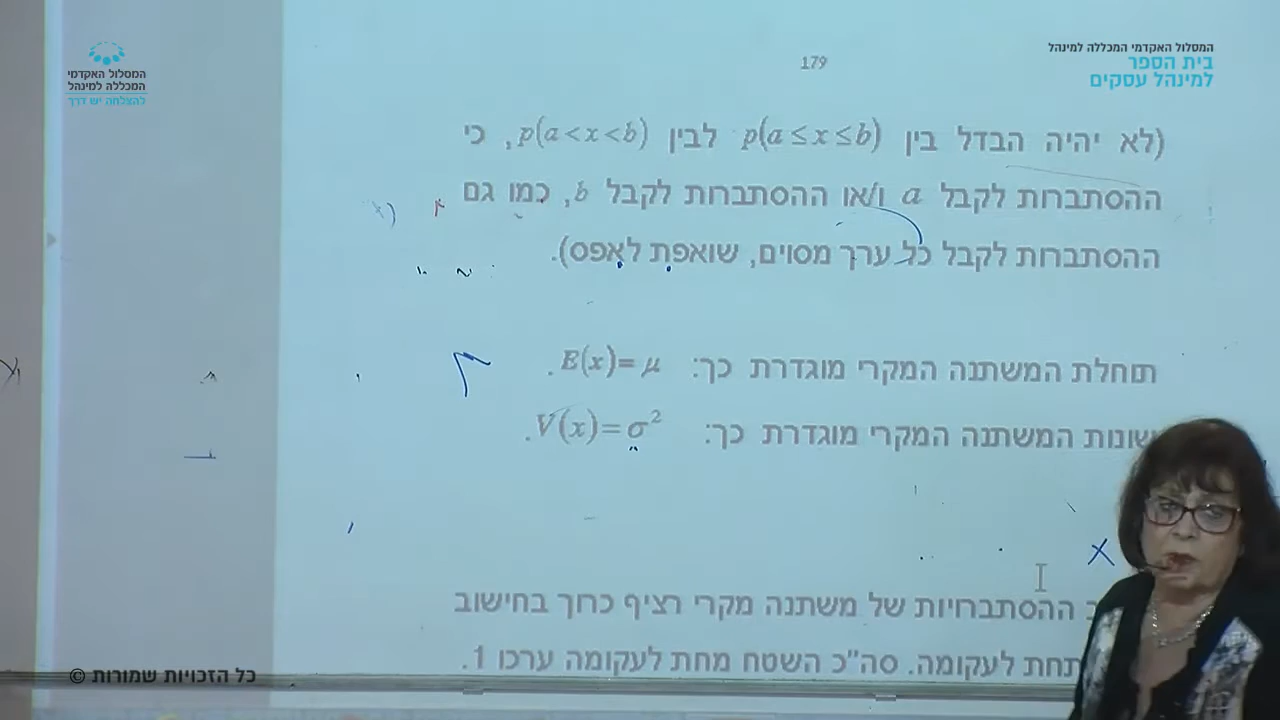 המסלול האקדמי
המכללה למינהל
להצלחה יש דרך
המסלול האקדמי המכללה למינהל
בית הספר
למינהל עסקים
179
(לא יהיה הבדל בין p(a ≤ x ≤ b) לבין p(a < x < b), כי
ההסתברות לקבל a ו/או ההסתברות לקבל b, כמו גם
ההסתברות לקבל כל ערך מסוים, שואפת לאפס).
תוחלת המשתנה המקרי מוגדרת כך: E(x) = μ.
שונות המשתנה המקרי מוגדרת כך: V(x) = σ².
ההסתברויות של משתנה מקרי רציף כרוך בחישוב
תחת לעקומה. סה"כ השטח מחת לעקומה ערכו 1.
כל הזכויות שמורות ©